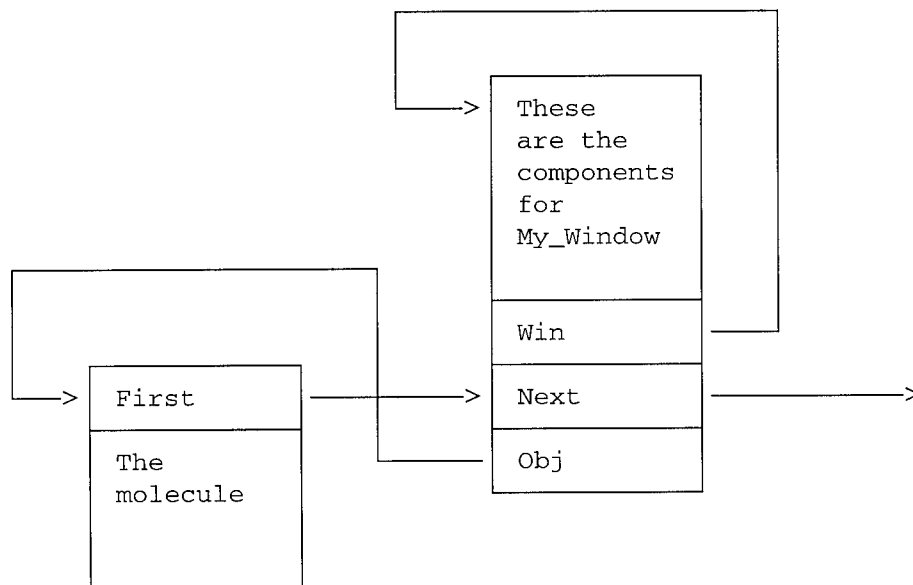 These
are the
components
for
My_Window
Win
First
Next
The
molecule
Obj